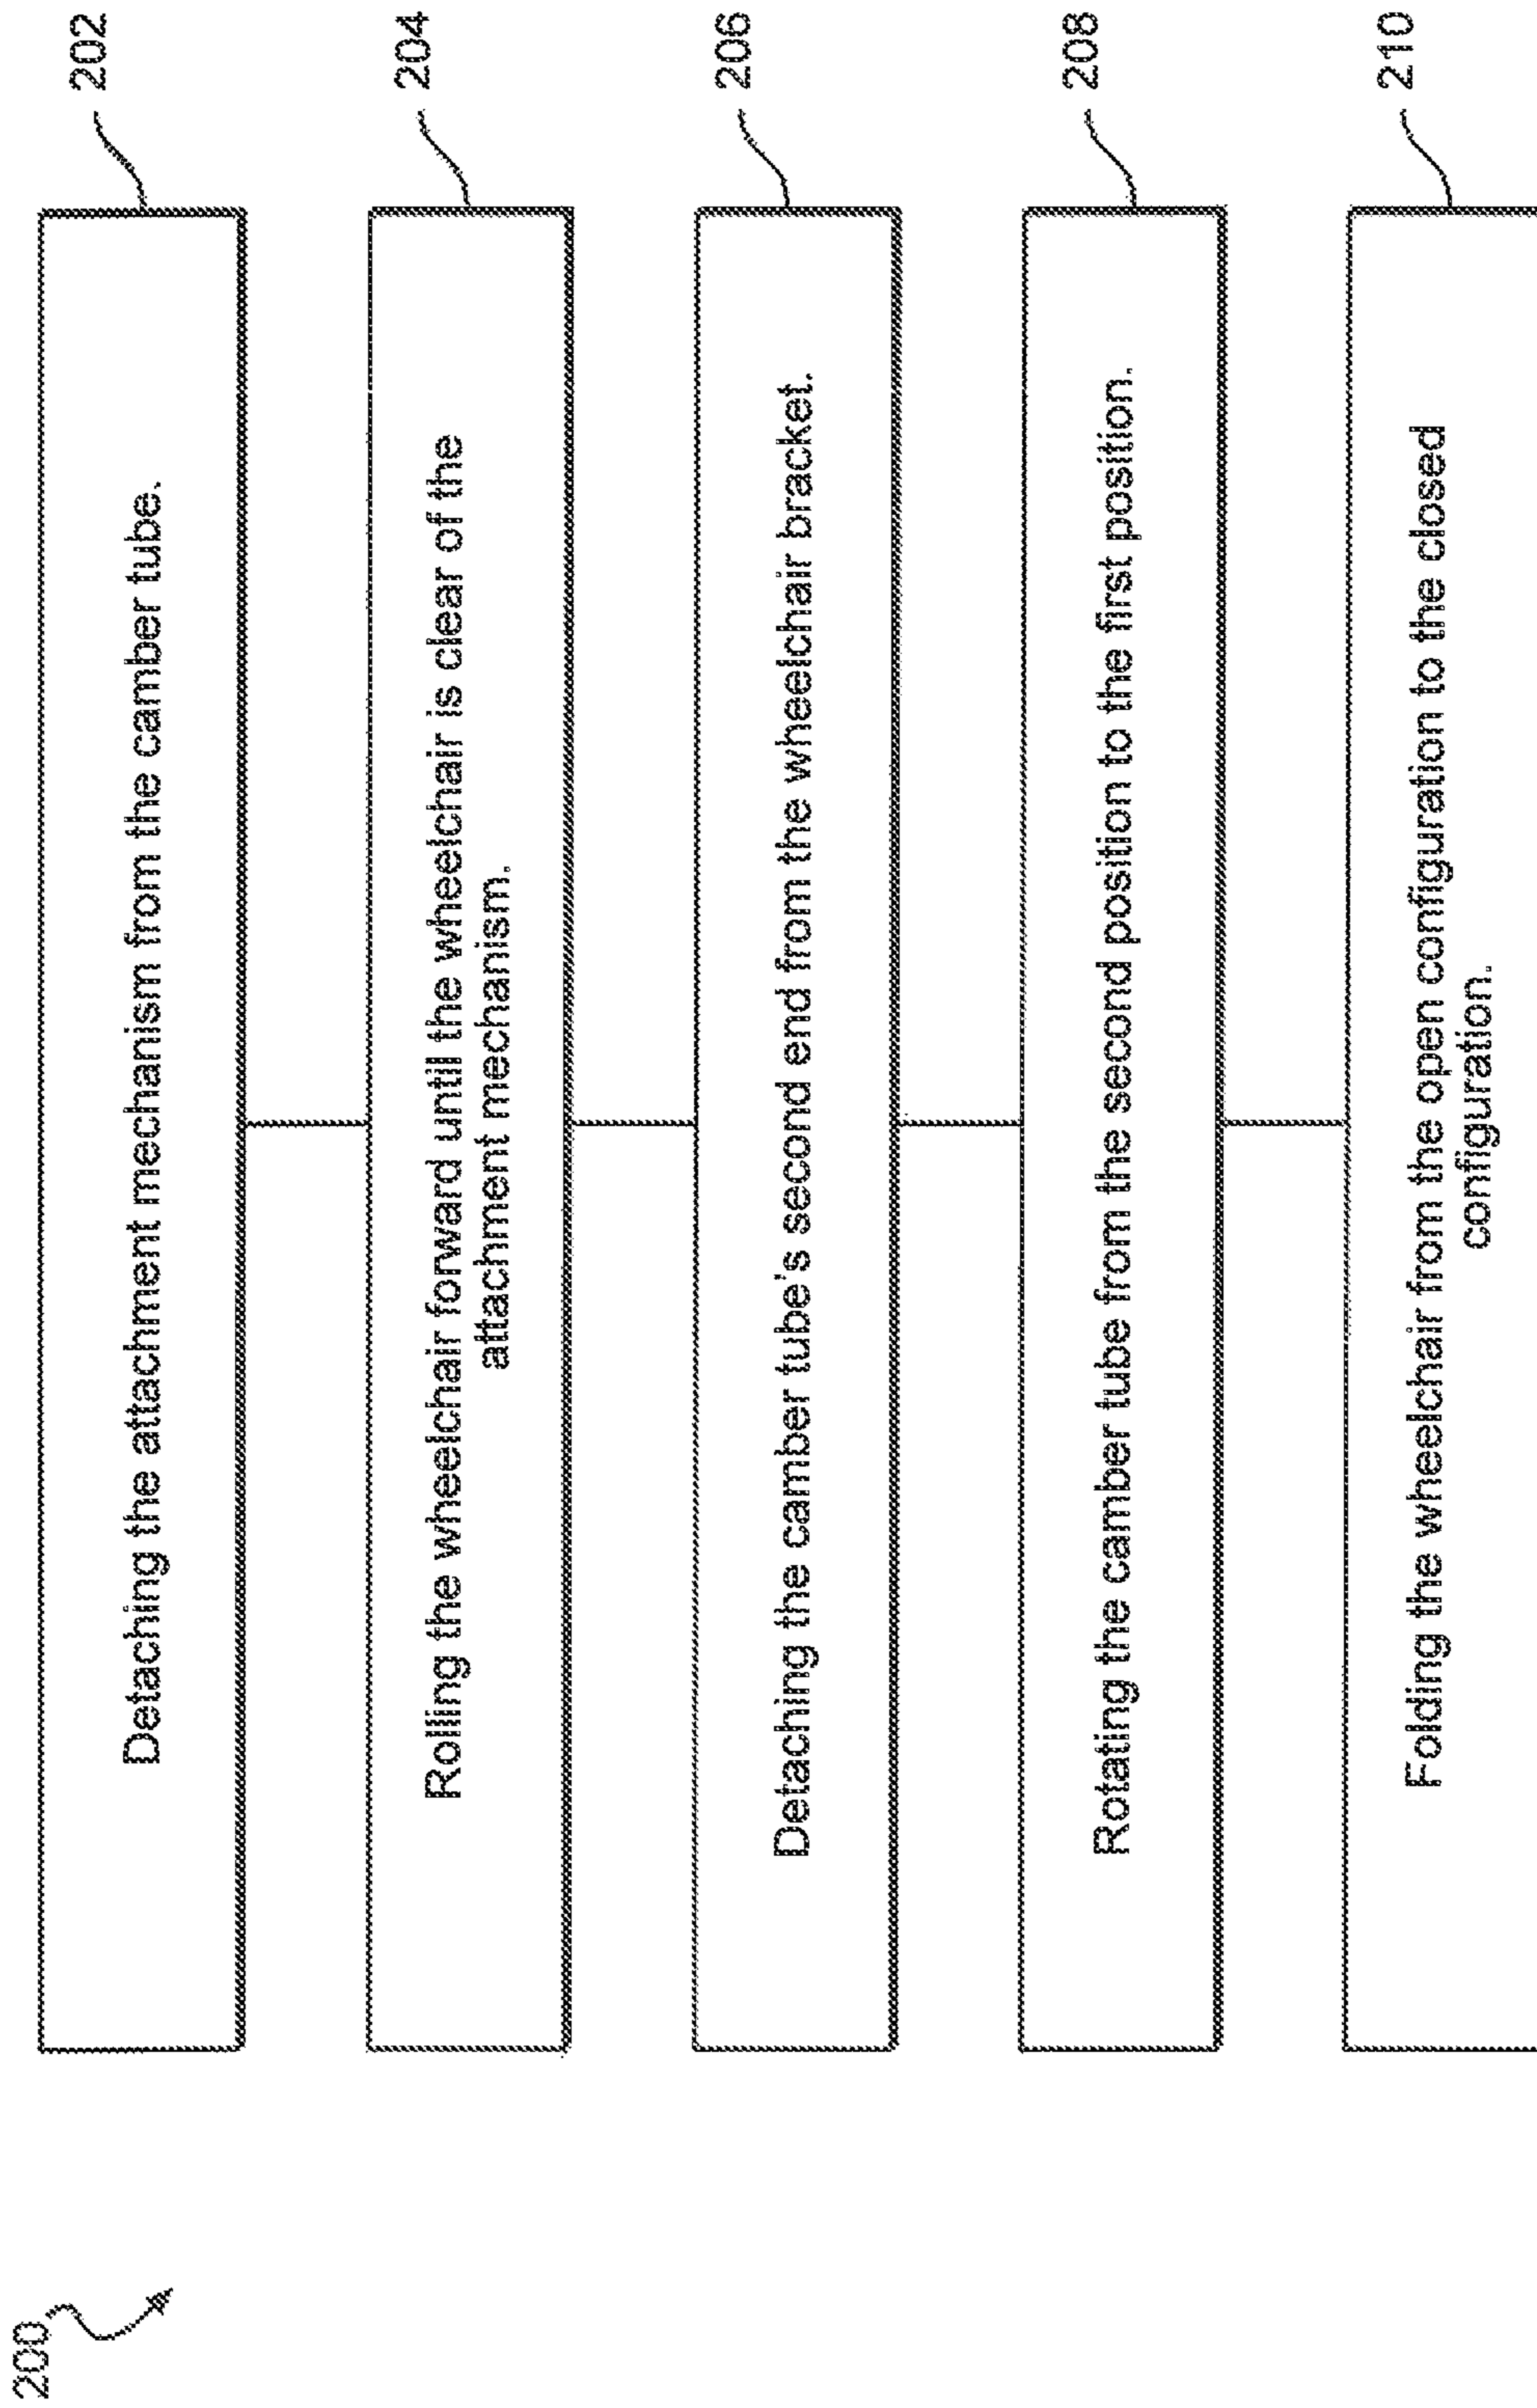 200
202
Detaching the attachment mechanism from the camber tube.
204
Rolling the wheelchair forward until the wheelchair is clear of the
attachment mechanism.
206
Detaching the camber tube's second end from the wheelchair bracket.
208
Rotating the camber tube from the second position to the first position.
210
Folding the wheelchair from the open configuration to the closed
configuration.